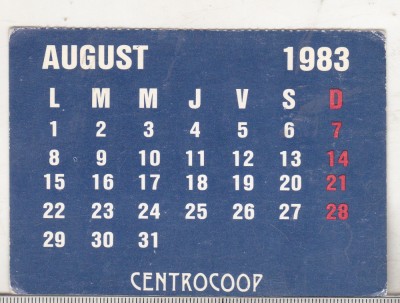 AUGUST 1983
L M M J V S D
1 2 3 4 5 6 7
8 9 10 11 12 13 14
15 16 17 18 19 20 21
22 23 24 25 26 27 28
29 30 31
CENTROCOOP